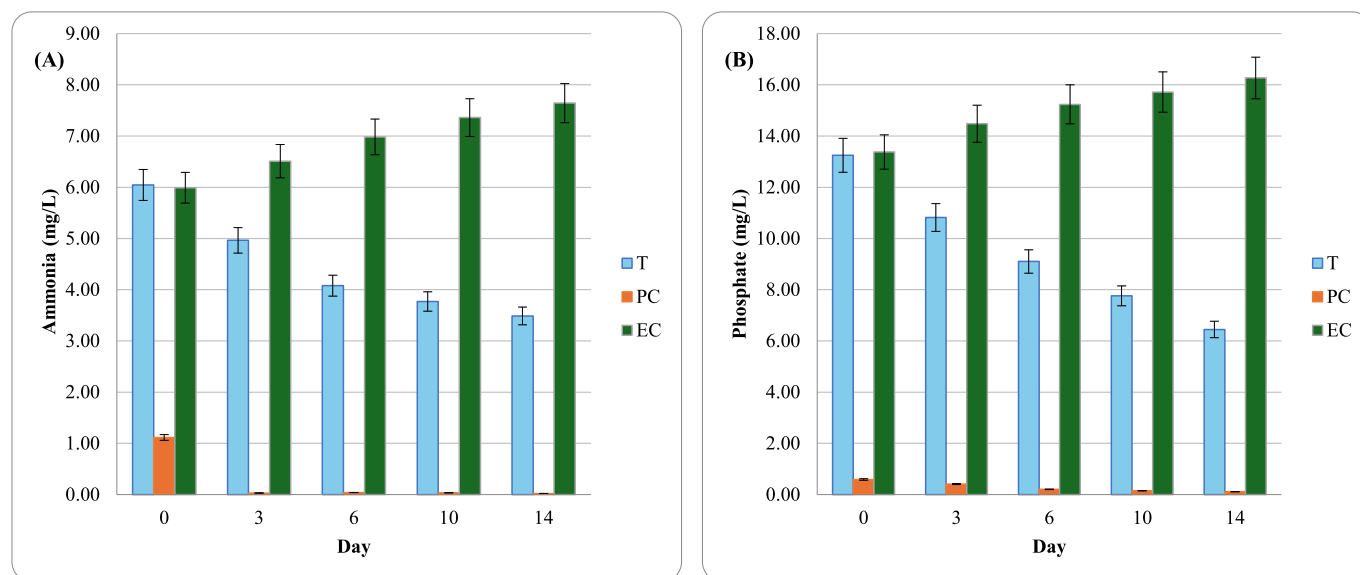 (A)
Ammonia (mg/L)
9.00
8.00
7.00
6.00
5.00
4.00
3.00
2.00
1.00
0.00
0 3 6 10 14
Day
T
PC
EC
(B)
Phosphate (mg/L)
18.00
16.00
14.00
12.00
10.00
8.00
6.00
4.00
2.00
0.00
0 3 6 10 14
Day
T
PC
EC